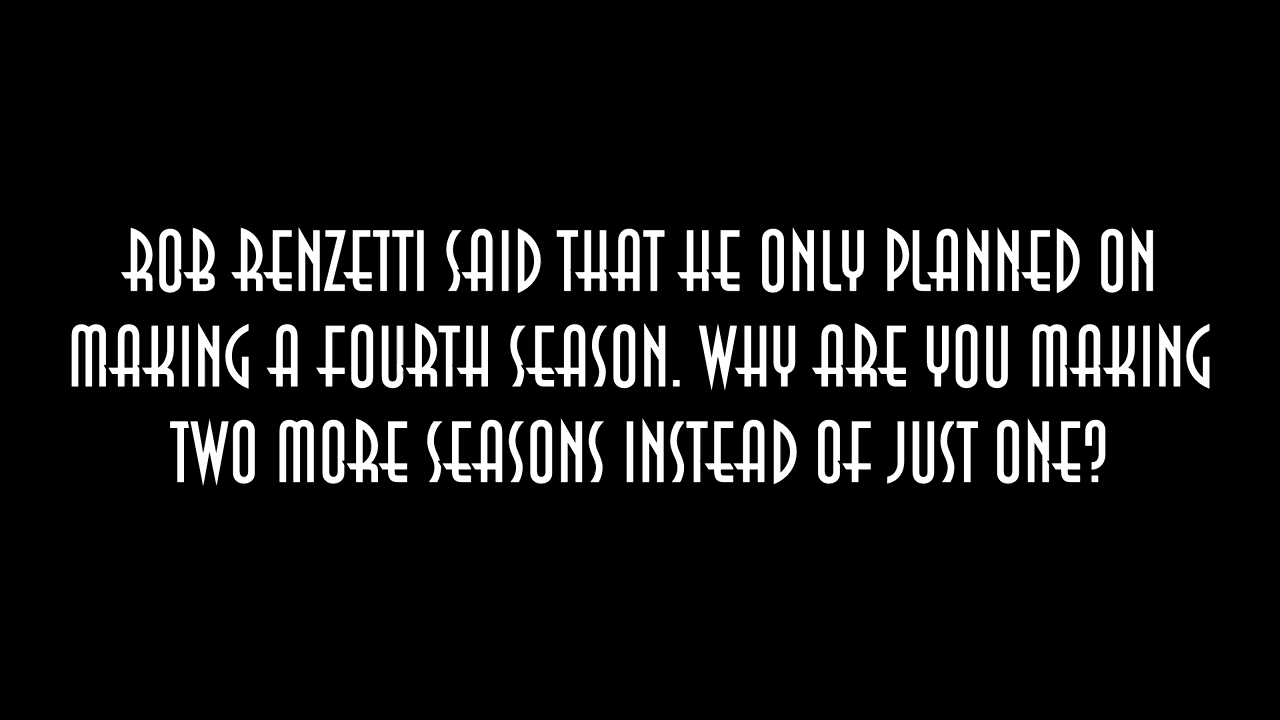 ROB RENZETTI SAID THAT HE ONLY PLANNED ON
MAKING A FOURTH SEASON. WHY ARE YOU MAKING
TWO MORE SEASONS INSTEAD OF JUST ONE?